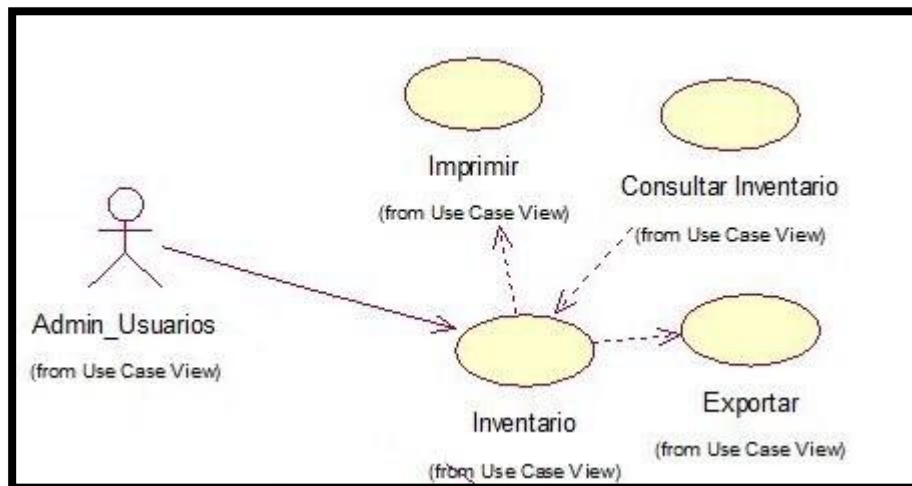 Imprimir
(from Use Case View)
Consultar Inventario
(from Use Case View)
Admin_Usuarios
(from Use Case View)
Inventario
(from Use Case View)
Exportar
(from Use Case View)